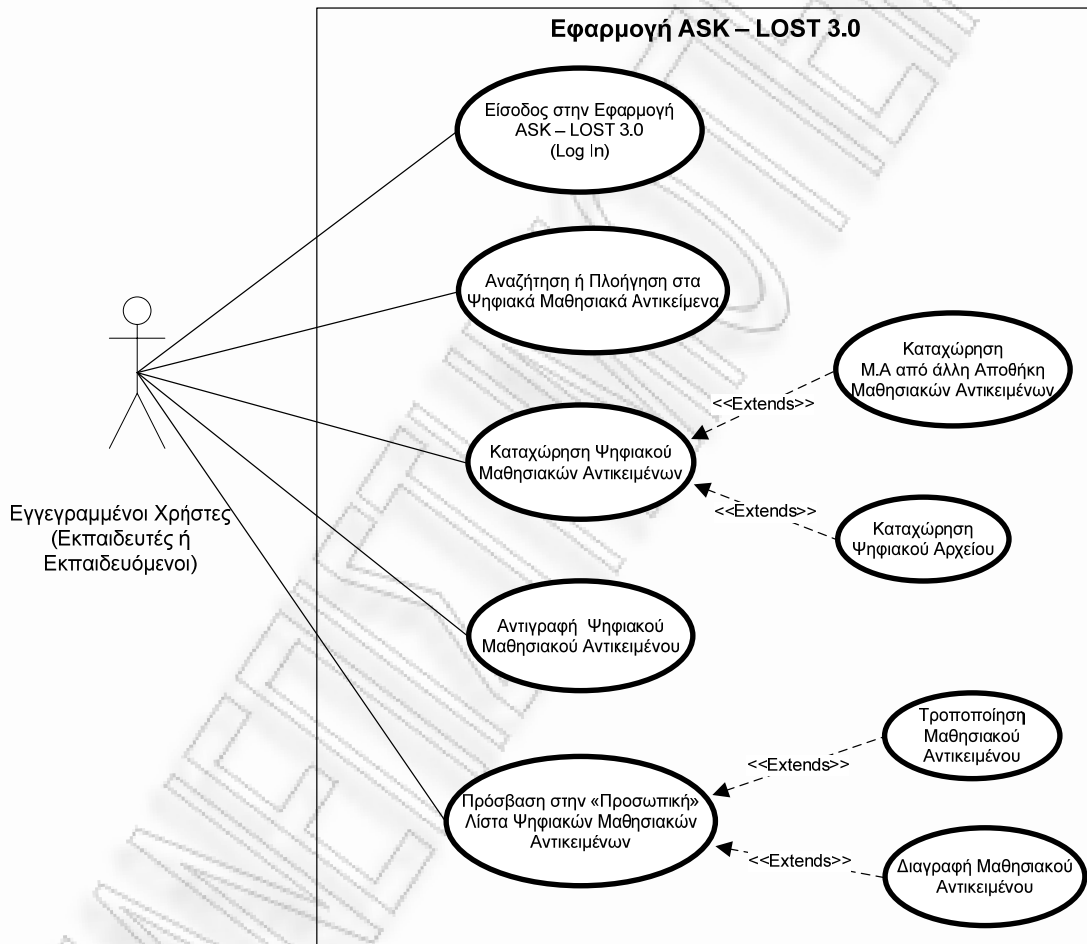 Εφαρμογή ASK – LOST 3.0
Είσοδος στην Εφαρμογή
ASK – LOST 3.0
(Log In)
Αναζήτηση ή Πλοήγηση στα
Ψηφιακά Μαθησιακά Αντικείμενα
Καταχώρηση
Μ.Α από άλλη Αποθήκη
Μαθησιακών Αντικειμένων
<<Extends>>
Καταχώρηση Ψηφιακού
Μαθησιακών Αντικειμένων
<<Extends>>
Καταχώρηση
Ψηφιακού Αρχείου
Εγγεγραμμένοι Χρήστες
(Εκπαιδευτές ή
Εκπαιδευόμενοι)
Αντιγραφή Ψηφιακού
Μαθησιακού Αντικειμένου
Τροποποίηση
Μαθησιακού
Αντικειμένου
<<Extends>>
Πρόσβαση στην «Προσωπική»
Λίστα Ψηφιακών Μαθησιακών
Αντικειμένων
<<Extends>>
Διαγραφή Μαθησιακού
Αντικειμένου